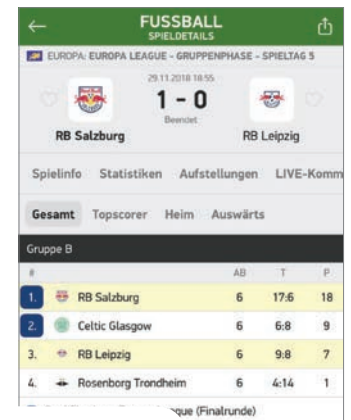 FUSSBALL
SPIELDETAILS
EUROPA: EUROPA LEAGUE - GRUPPENPHASE - SPIELTAG 5
29.11.2018 18:55
1 - 0
Beendet
RB Salzburg RB Leipzig
Spielinfo Statistiken Aufstellungen LIVE-Komm
Gesamt Topscorer Heim Auswärts
Gruppe B
# AB T P
1. RB Salzburg 6 17:6 18
2. Celtic Glasgow 6 6:8 9
3. RB Leipzig 6 9:8 7
4. Rosenborg Trondheim 6 4:14 1
(Finalrunde)